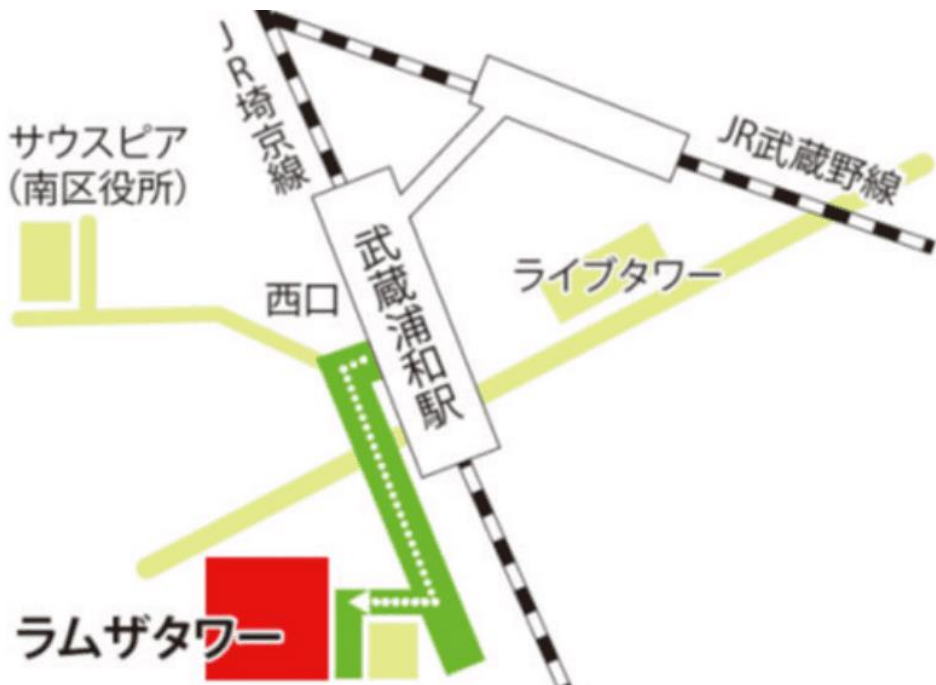 JR埼京線
サウスピア
(南区役所)
JR武蔵野線
ライブタワー
西口
武蔵浦和駅
ラムザタワー